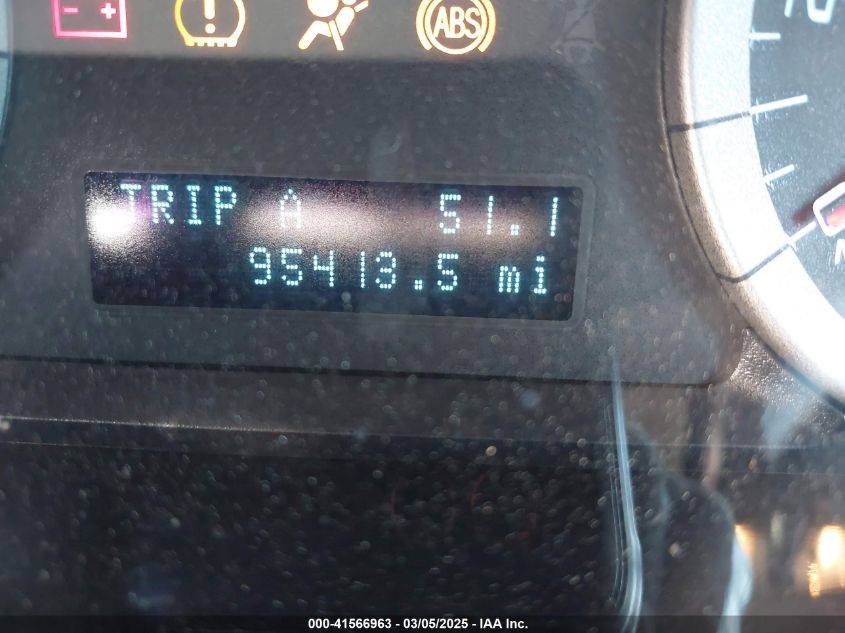 - +
ABS
TRIP A 51.1
95413.5 mi
000-41566963 - 03/05/2025 - IAA Inc.